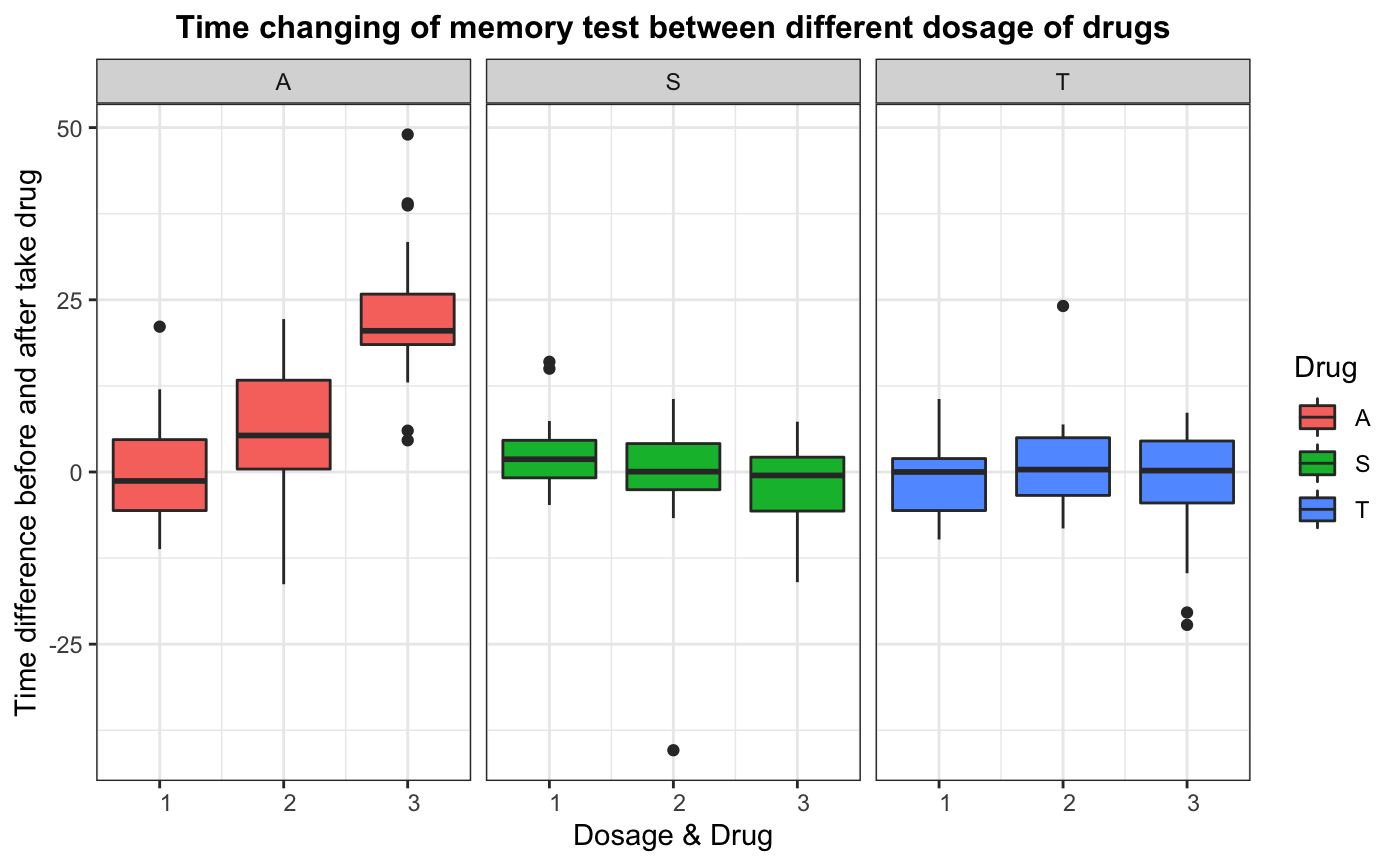 Time changing of memory test between different dosage of drugs
A
S
T
Time difference before and after take drug
50
25
0
-25
1
2
3
1
2
3
1
2
3
Dosage & Drug
Drug
A
S
T